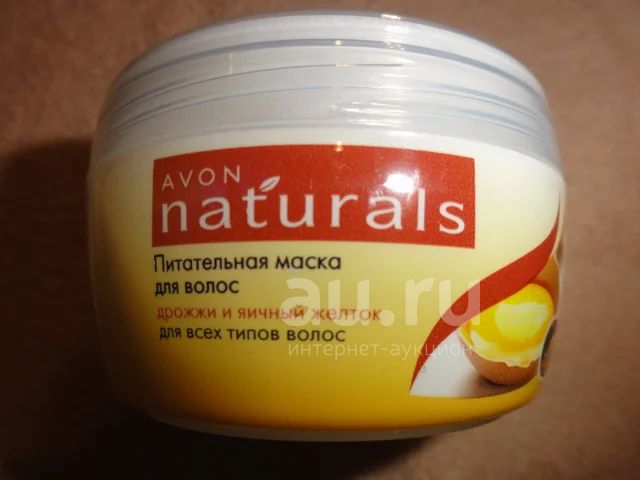 AVON
naturals
Питательная маска
для волос
дрожжи и яичный желток
для всех типов волос
au.ru
интернет-аукцион